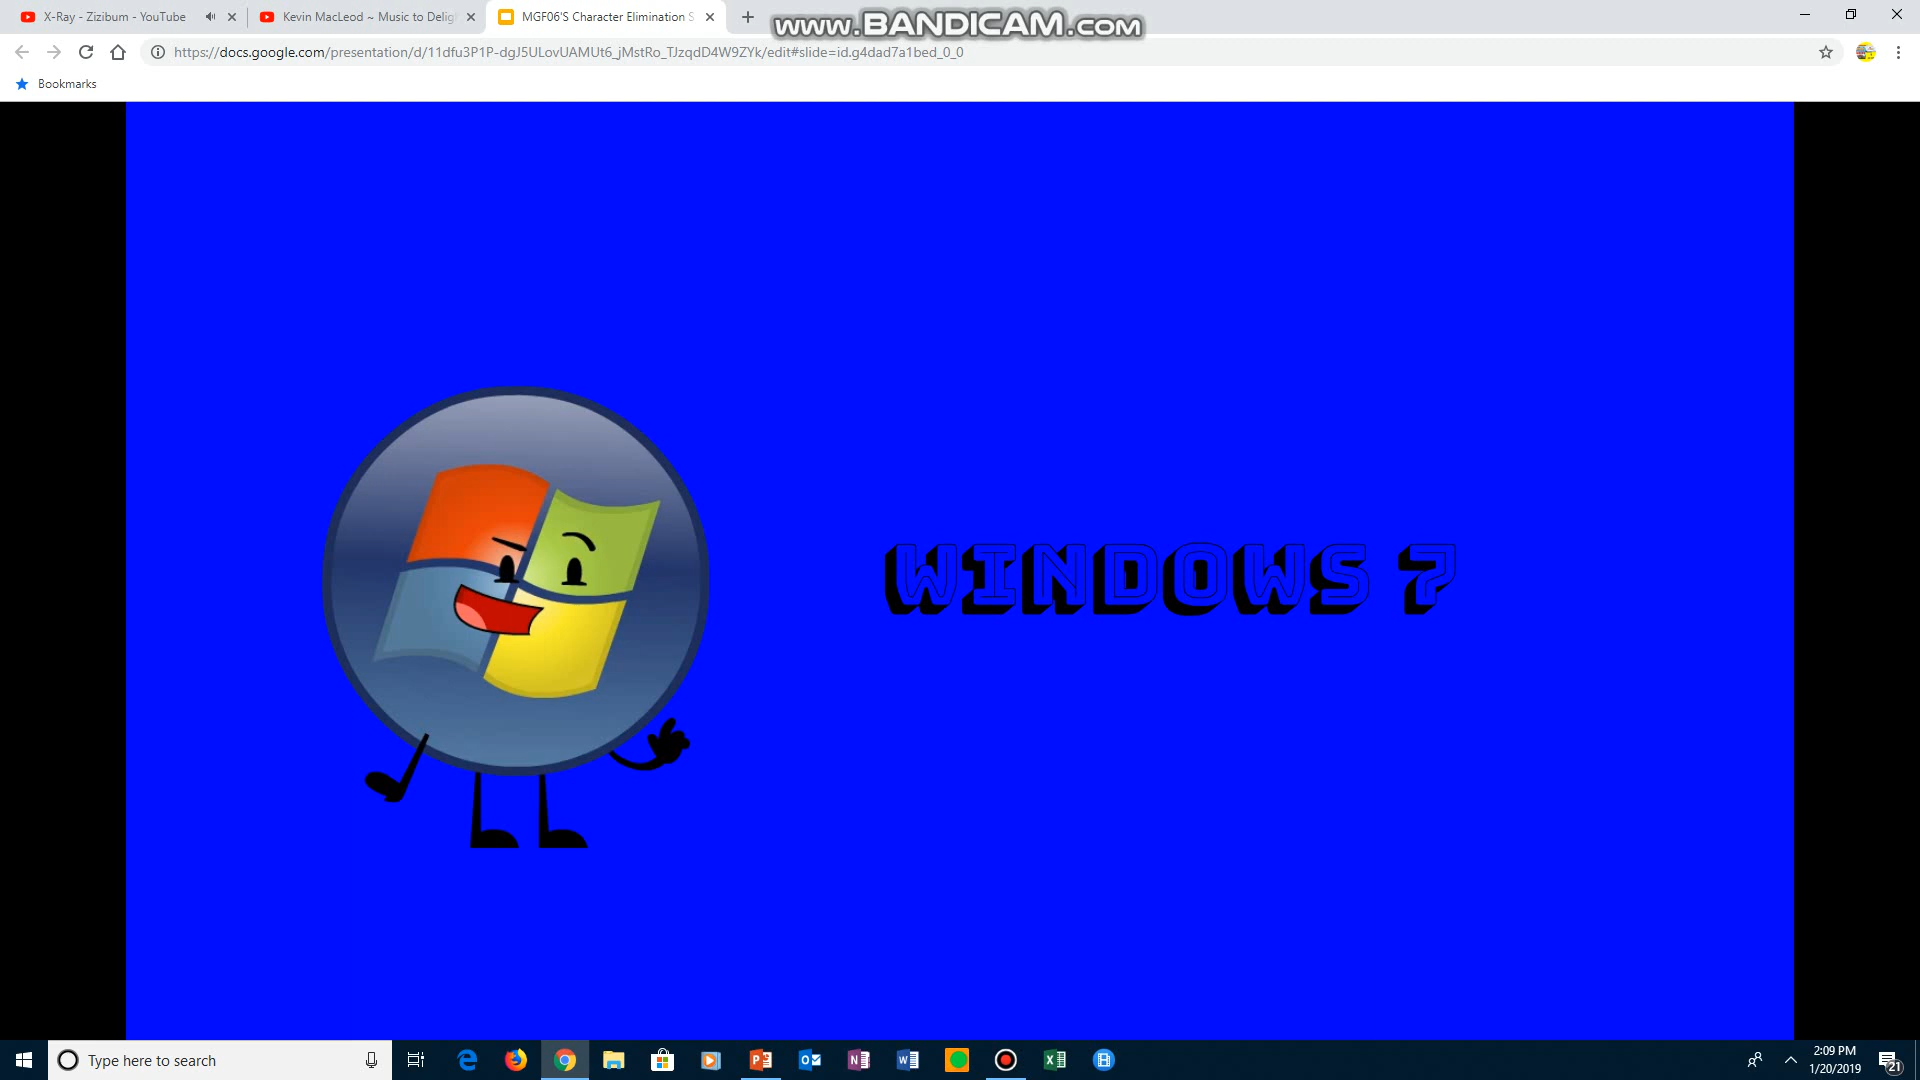 X-Ray - Zizibum - YouTube
Kevin MacLeod ~ Music to Delig
MGF06'S Character Elimination S
www.BANDICAM.com
https://docs.google.com/presentation/d/11dfu3P1P-dgJ5ULovUAMUt6_jMstRo_TJzqdD4W9ZYk/edit#slide=id.g4dad7a1bed_0_0
Bookmarks
WINDOWS 7
Type here to search
2:09 PM
1/20/2019
21